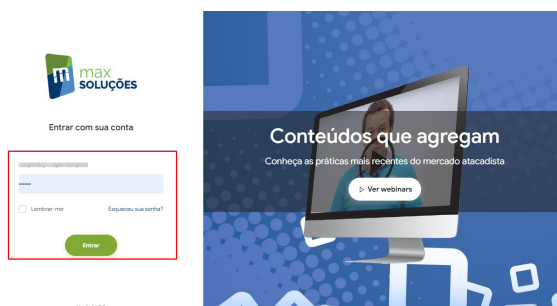 max
SOLUÇÕES
Entrar com sua conta
Lembrar-me
Esqueceu sua senha?
Entrar
Conteúdos que agregam
Conheça as práticas mais recentes do mercado atacadista
Ver webinars